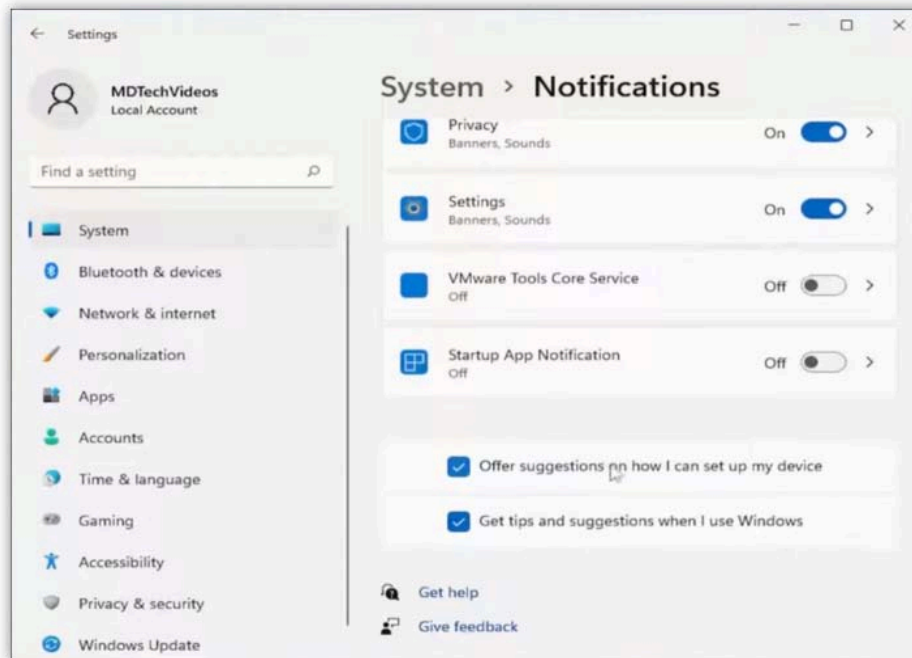 Settings
MDTechVideos
Local Account
Find a setting
System
Bluetooth & devices
Network & internet
Personalization
Apps
Accounts
Time & language
Gaming
Accessibility
Privacy & security
Windows Update
System > Notifications
Privacy
Banners, Sounds
On
Settings
Banners, Sounds
On
VMware Tools Core Service
Off
Off
Startup App Notification
Off
Off
Offer suggestions on how I can set up my device
Get tips and suggestions when I use Windows
Get help
Give feedback